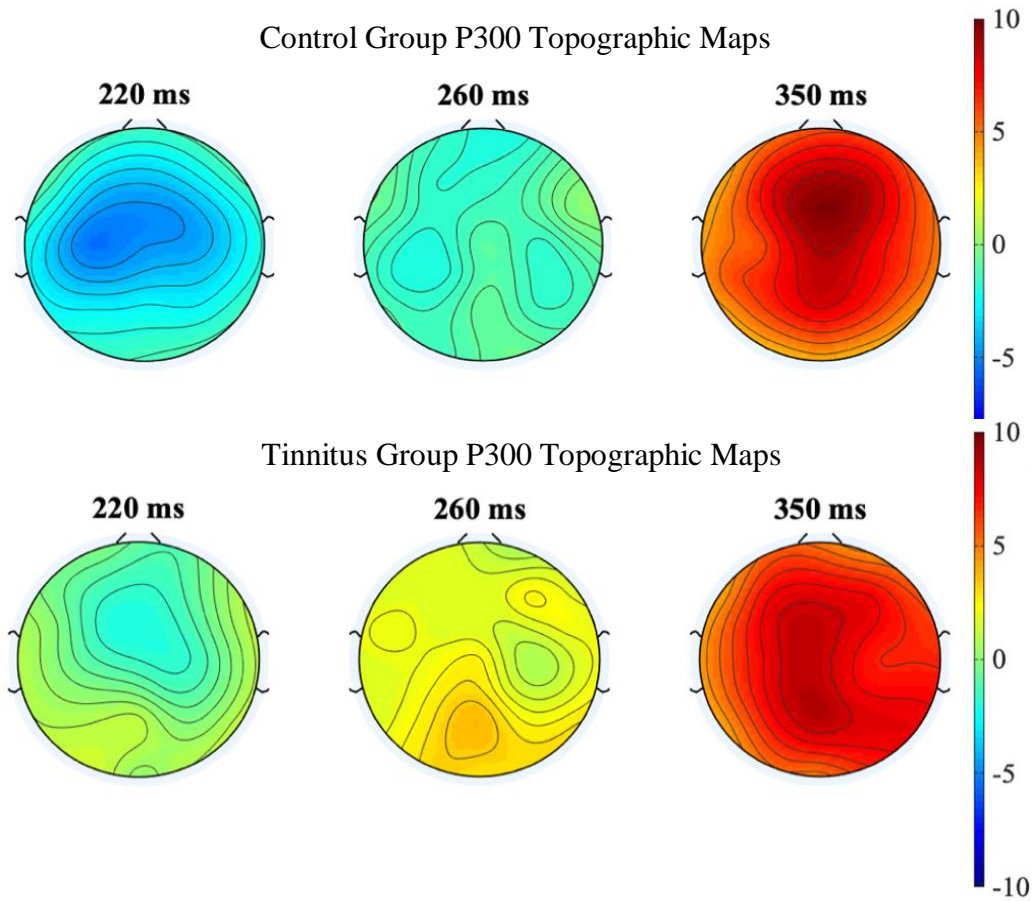 Control Group P300 Topographic Maps
220 ms
260 ms
350 ms
10
5
0
-5
Tinnitus Group P300 Topographic Maps
220 ms
260 ms
350 ms
10
5
0
-5
-10